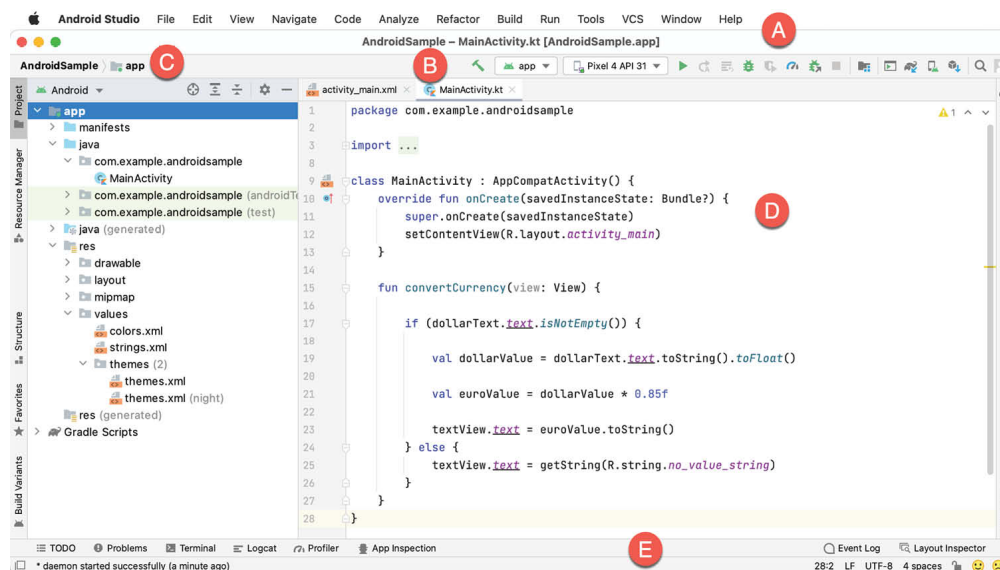 Android Studio File Edit View Navigate Code Analyze Refactor Build Run Tools VCS Window Help
A
AndroidSample – MainActivity.kt [AndroidSample.app]
AndroidSample app
C
B
app
Pixel 4 API 31
Project
Resource Manager
Structure
Favorites
Build Variants
Android
app
manifests
java
com.example.androidsample
MainActivity
com.example.androidsample (androidTe
com.example.androidsample (test)
java (generated)
res
drawable
layout
mipmap
values
colors.xml
strings.xml
themes (2)
themes.xml
themes.xml (night)
res (generated)
Gradle Scripts
activity_main.xml MainActivity.kt
1 package com.example.androidsample
1
2
3 import ...
8
9 class MainActivity : AppCompatActivity() {
10 override fun onCreate(savedInstanceState: Bundle?) {
D
11 super.onCreate(savedInstanceState)
12 setContentView(R.layout.activity_main)
13 }
14
15 fun convertCurrency(view: View) {
16
17 if (dollarText.text.isNotEmpty()) {
18
19 val dollarValue = dollarText.text.toString().toFloat()
20
21 val euroValue = dollarValue * 0.85f
22
23 textView.text = euroValue.toString()
24 } else {
25 textView.text = getString(R.string.no_value_string)
26 }
27 }
28 }
TODO Problems Terminal Logcat Profiler App Inspection
E
Event Log Layout Inspector
* daemon started successfully (a minute ago)
28:2 LF UTF-8 4 spaces